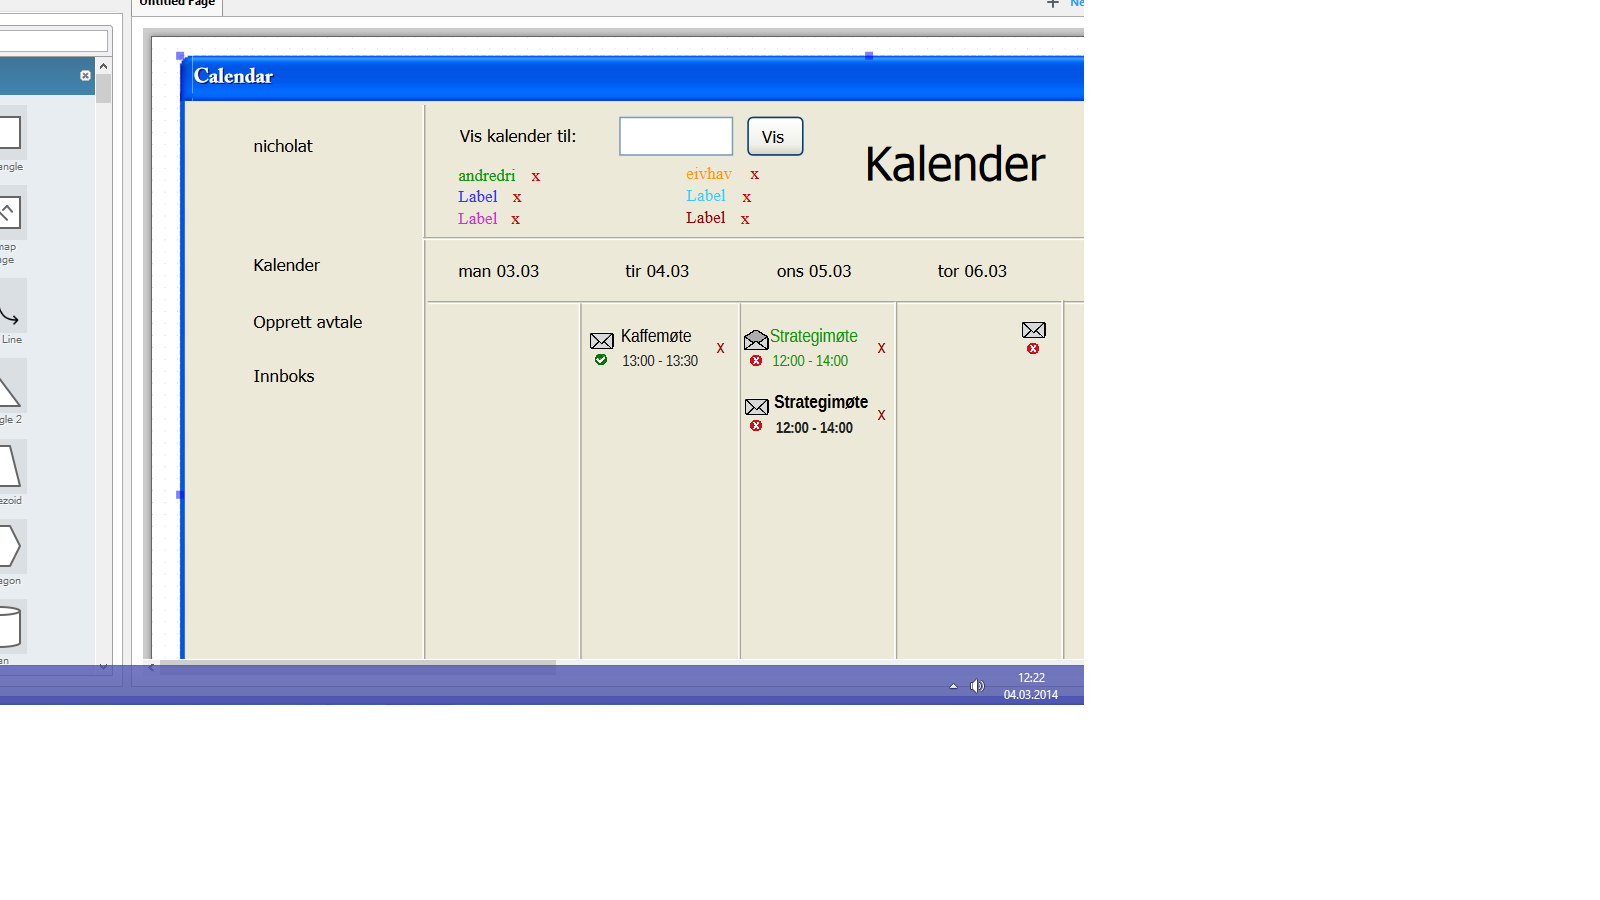 Untitled Page
Ne
Calendar
angle
map
age
Line
gle 2
ezoid
agon
an
nicholat
Kalender
Opprett avtale
Innboks
Vis kalender til:
Vis
Kalender
andredri x
eivhav x
Label x
Label x
Label x
Label x
man 03.03
tir 04.03
ons 05.03
tor 06.03
Kaffemøte
13:00 - 13:30
X
Strategimøte
12:00 - 14:00
X
Strategimøte
12:00 - 14:00
X
12:22
04.03.2014